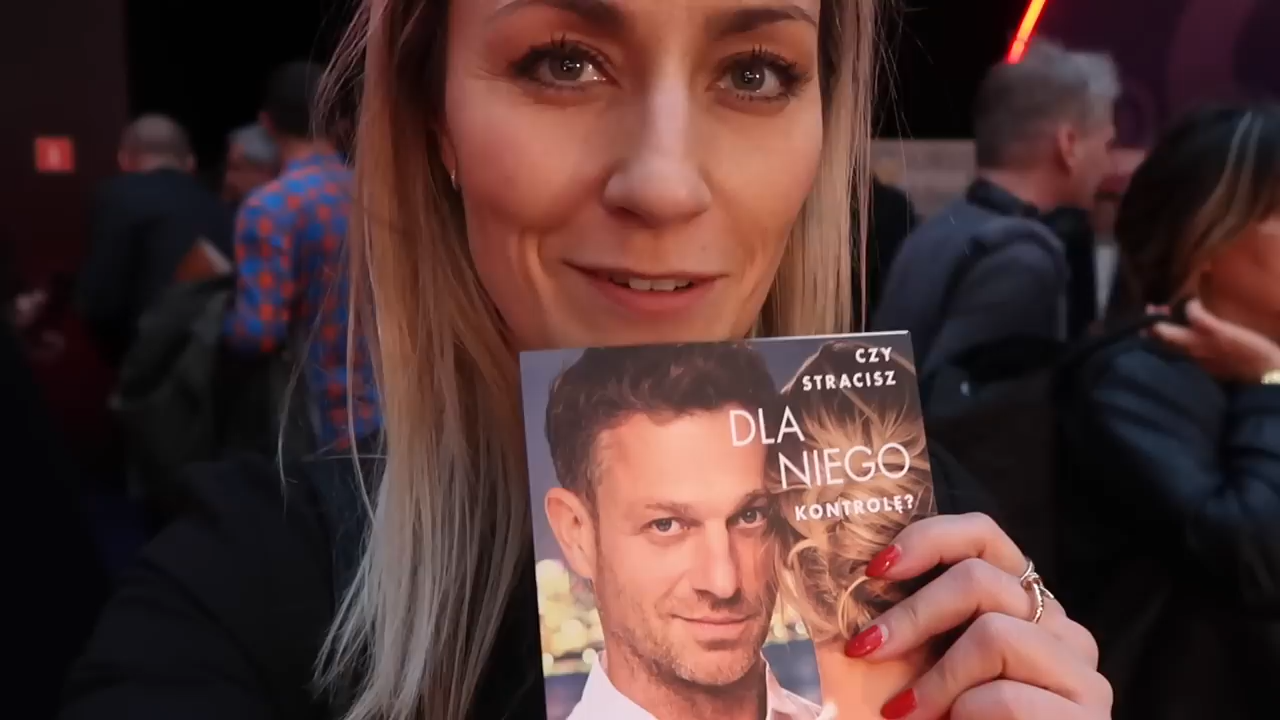 CZY
STRACISZ
DLA
NIEGO
KONTROLĘ?